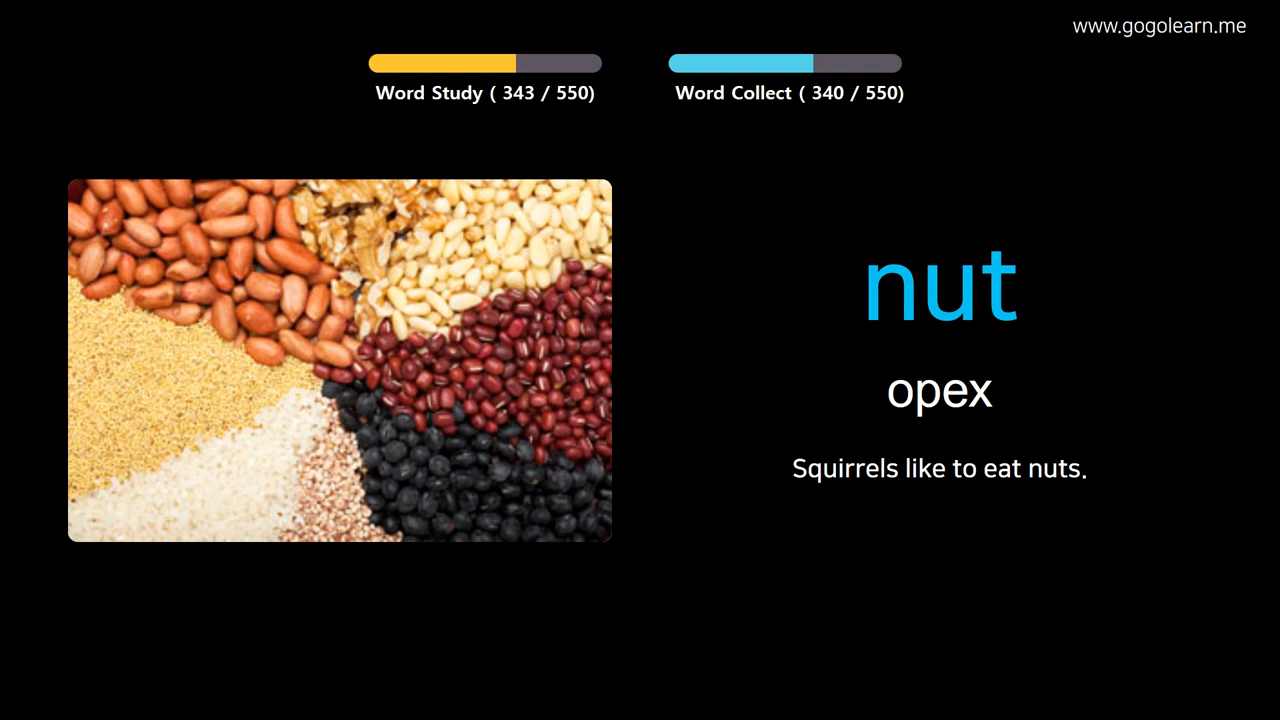 www.gogolearn.me
Word Study ( 343 / 550)
Word Collect ( 340 / 550)
nut
opex
Squirrels like to eat nuts.